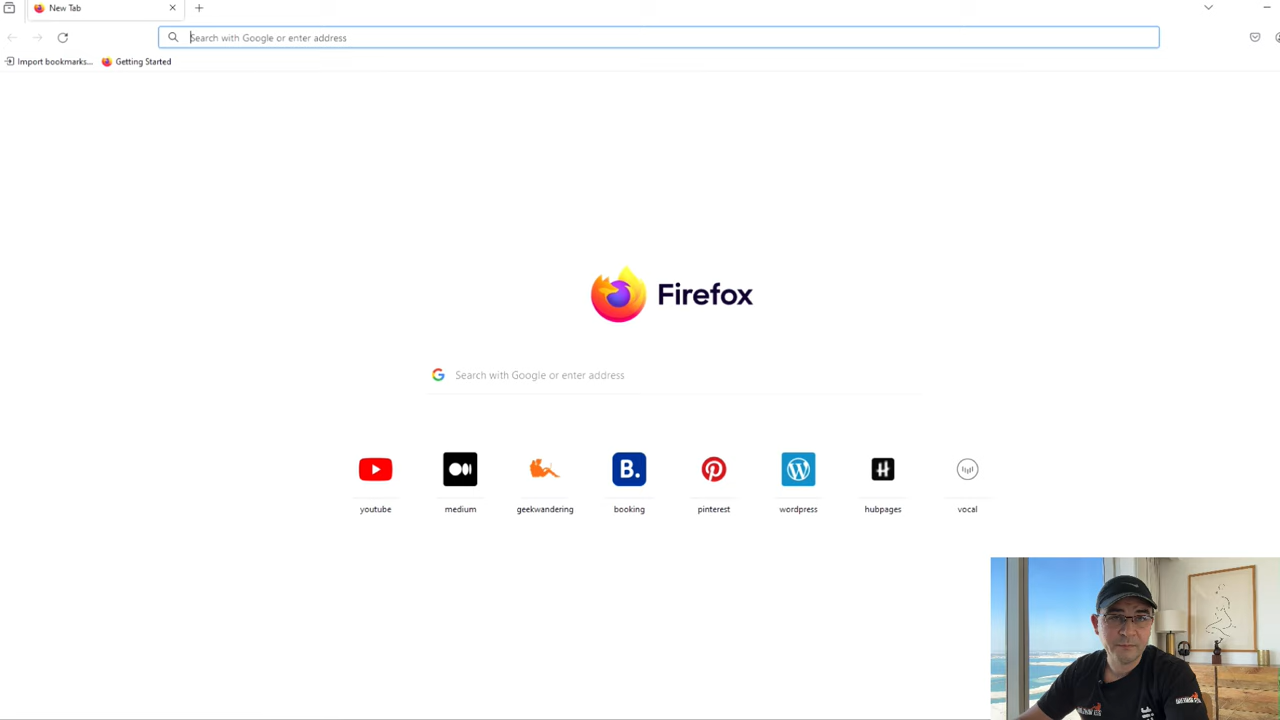 New Tab
Search with Google or enter address
Import bookmarks...
Getting Started
Firefox
Search with Google or enter address
B.
youtube
medium
geekwandering
booking
pinterest
wordpress
hubpages
vocal